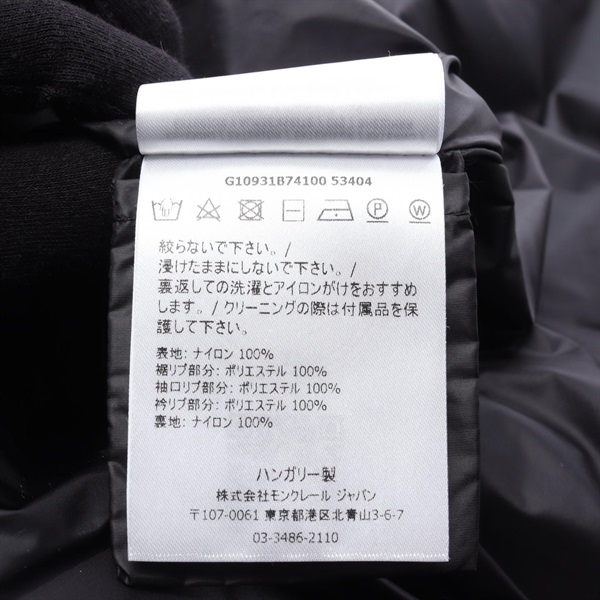 G10931B74100 53404
絞らないで下さい。/
浸けたままにしないで下さい。/
裏返しての洗濯とアイロンがけをおすすめ
します。/ クリーニングの際は付属品を保
護して下さい。
表地: ナイロン 100%
裾リブ部分: ポリエステル 100%
袖口リブ部分: ポリエステル 100%
衿リブ部分: ポリエステル 100%
裏地: ナイロン 100%
ハンガリー製
株式会社モンクレール ジャパン
〒107-0061 東京都港区北青山3-6-7
03-3486-2110